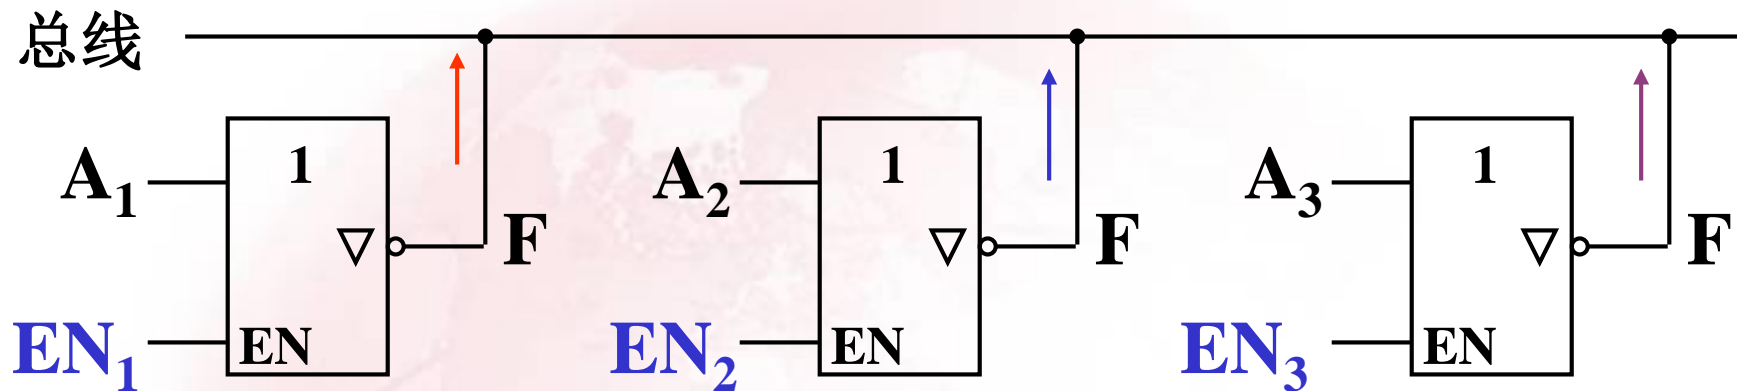 总线
A₁ 1 F A₂ 1 F A₃ 1 F
EN₁ EN EN₂ EN EN₃ EN